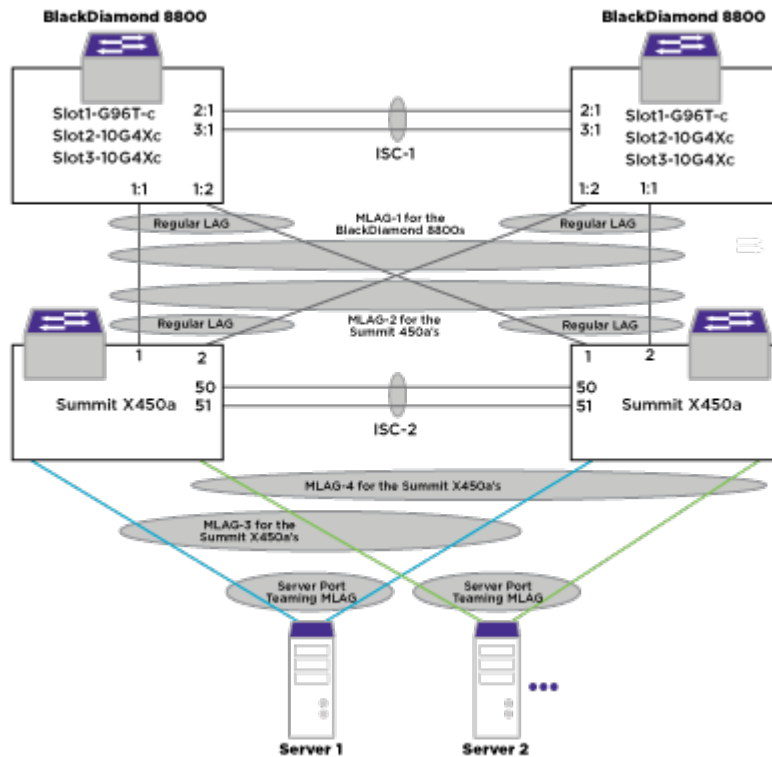 BlackDiamond 8800
BlackDiamond 8800
Slot1-G96T-c
Slot2-10G4Xc
Slot3-10G4Xc
2:1
3:1
1:1
1:2
ISC-1
2:1
3:1
Slot1-G96T-c
Slot2-10G4Xc
Slot3-10G4Xc
1:2
1:1
Regular LAG
MLAG-1 for the
BlackDiamond 8800s
Regular LAG
Regular LAG
MLAG-2 for the
Summit 450a's
Regular LAG
1
2
50
51
Summit X450a
ISC-2
1
2
50
51
Summit X450a
MLAG-4 for the Summit X450a's
MLAG-3 for the
Summit X450a's
Server Port
Teaming MLAG
Server Port
Teaming MLAG
Server 1
Server 2